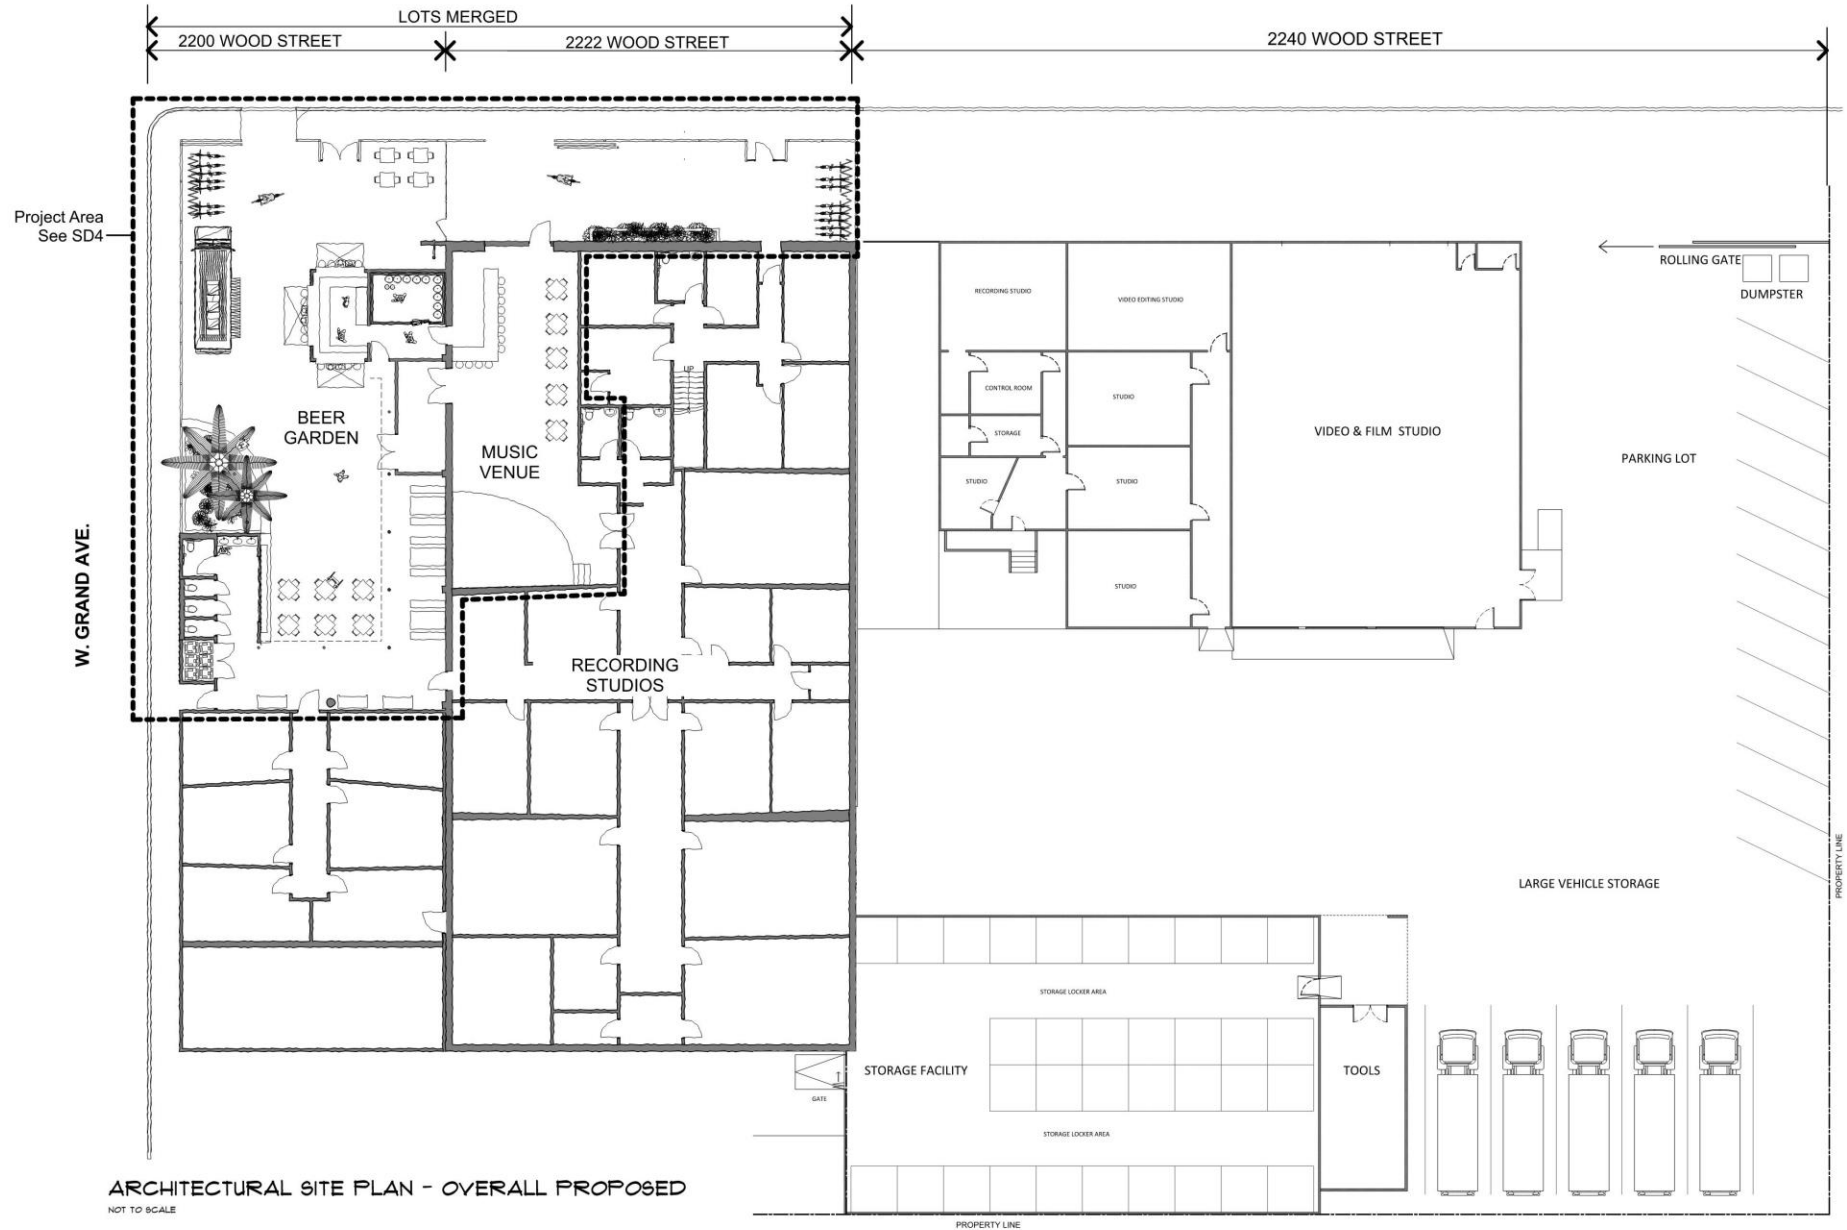 LOTS MERGED
2200 WOOD STREET
2222 WOOD STREET
2240 WOOD STREET
Project Area
See SD4
ROLLING GATE
DUMPSTER
RECORDING STUDIO
VIDEO EDITING STUDIO
CONTROL ROOM
STUDIO
STORAGE
STUDIO
STUDIO
STUDIO
VIDEO & FILM STUDIO
PARKING LOT
UP
BEER
GARDEN
MUSIC
VENUE
W. GRAND AVE.
RECORDING
STUDIOS
PROPERTY LINE
LARGE VEHICLE STORAGE
STORAGE LOCKER AREA
STORAGE FACILITY
TOOLS
GATE
STORAGE LOCKER AREA
ARCHITECTURAL SITE PLAN - OVERALL PROPOSED
NOT TO SCALE
PROPERTY LINE